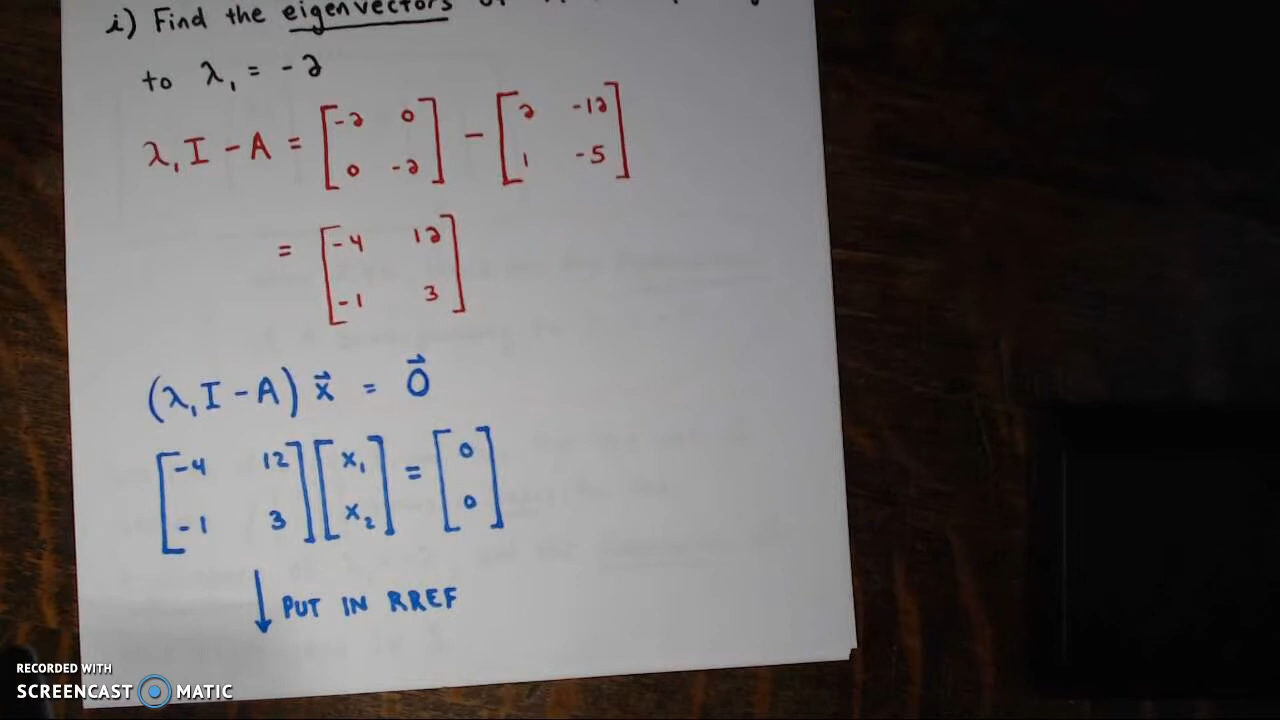 i) Find the eigenvectors
to λ₁ = -2
λ₁I - A = [-2 0; 0 -2] - [2 -12; 1 -5]
= [-4 12; -1 3]
(λ₁I - A) x⃗ = 0⃗
[-4 12; -1 3] [x₁; x₂] = [0; 0]
↓ PUT IN RREF
RECORDED WITH
SCREENCAST MATIC